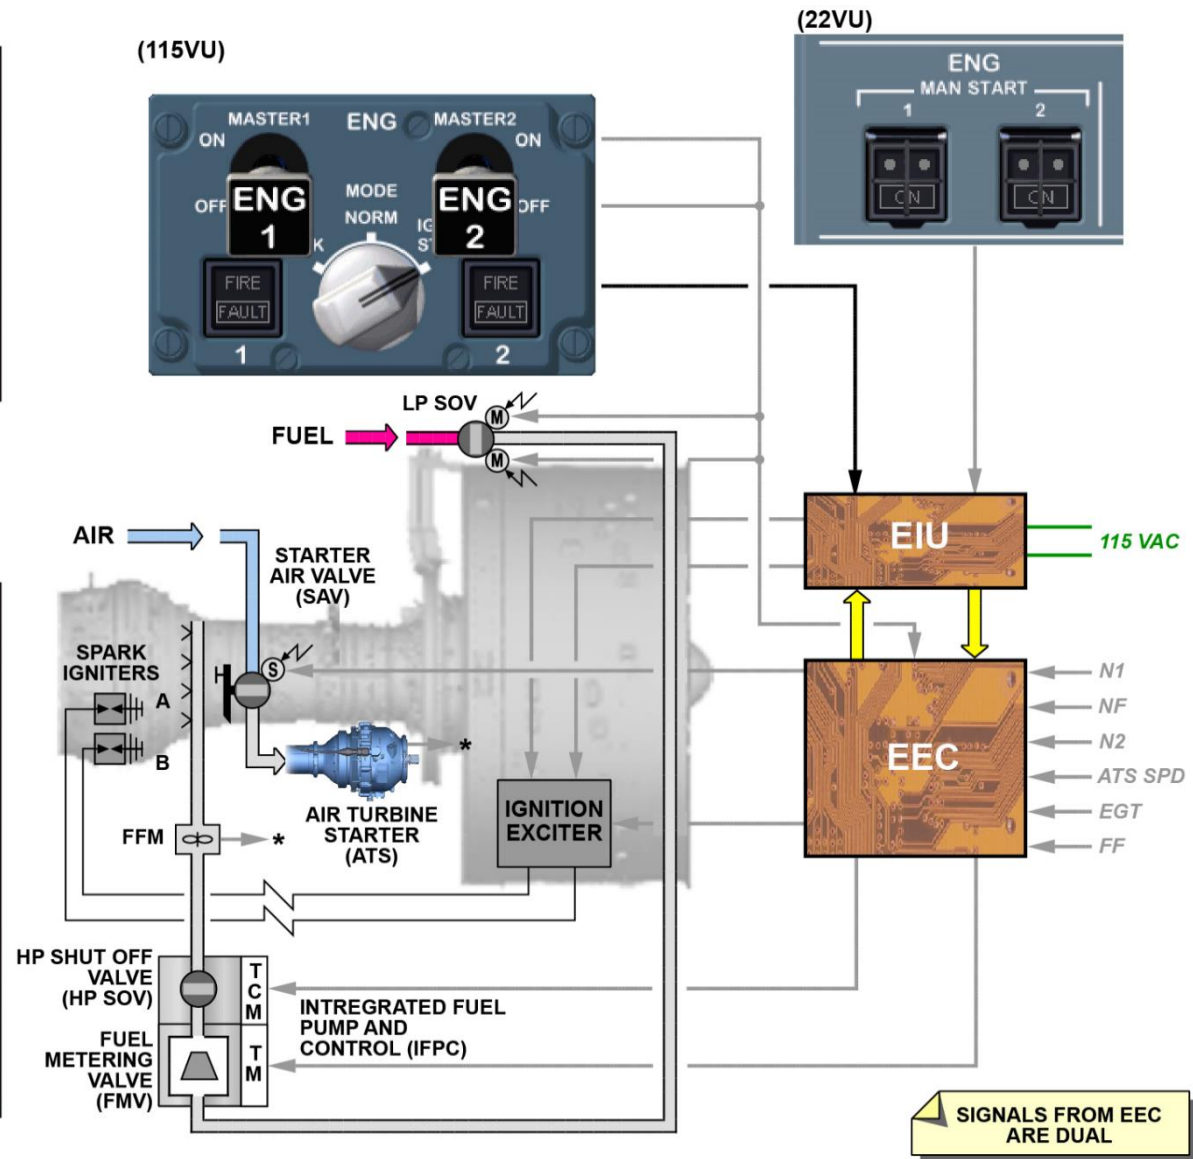 (115VU)
(22VU)
ENG
MAN START
1
2
ON
ON
MASTER1
ENG
MASTER2
ON
ON
ENG
1
ENG
2
OFF
OFF
MODE
NORM
K
IG
ST
FIRE
FAULT
FIRE
FAULT
1
2
LP SOV
M
FUEL
M
AIR
STARTER
AIR VALVE
(SAV)
EIU
115 VAC
SPARK
IGNITERS
S
A
B
*
AIR TURBINE
STARTER
(ATS)
EEC
N1
NF
N2
ATS SPD
EGT
FF
IGNITION
EXCITER
FFM
*
HP SHUT OFF
VALVE
(HP SOV)
T
C
M
INTREGRATED FUEL
PUMP AND
CONTROL (IFPC)
FUEL
METERING
VALVE
(FMV)
T
M
SIGNALS FROM EEC
ARE DUAL